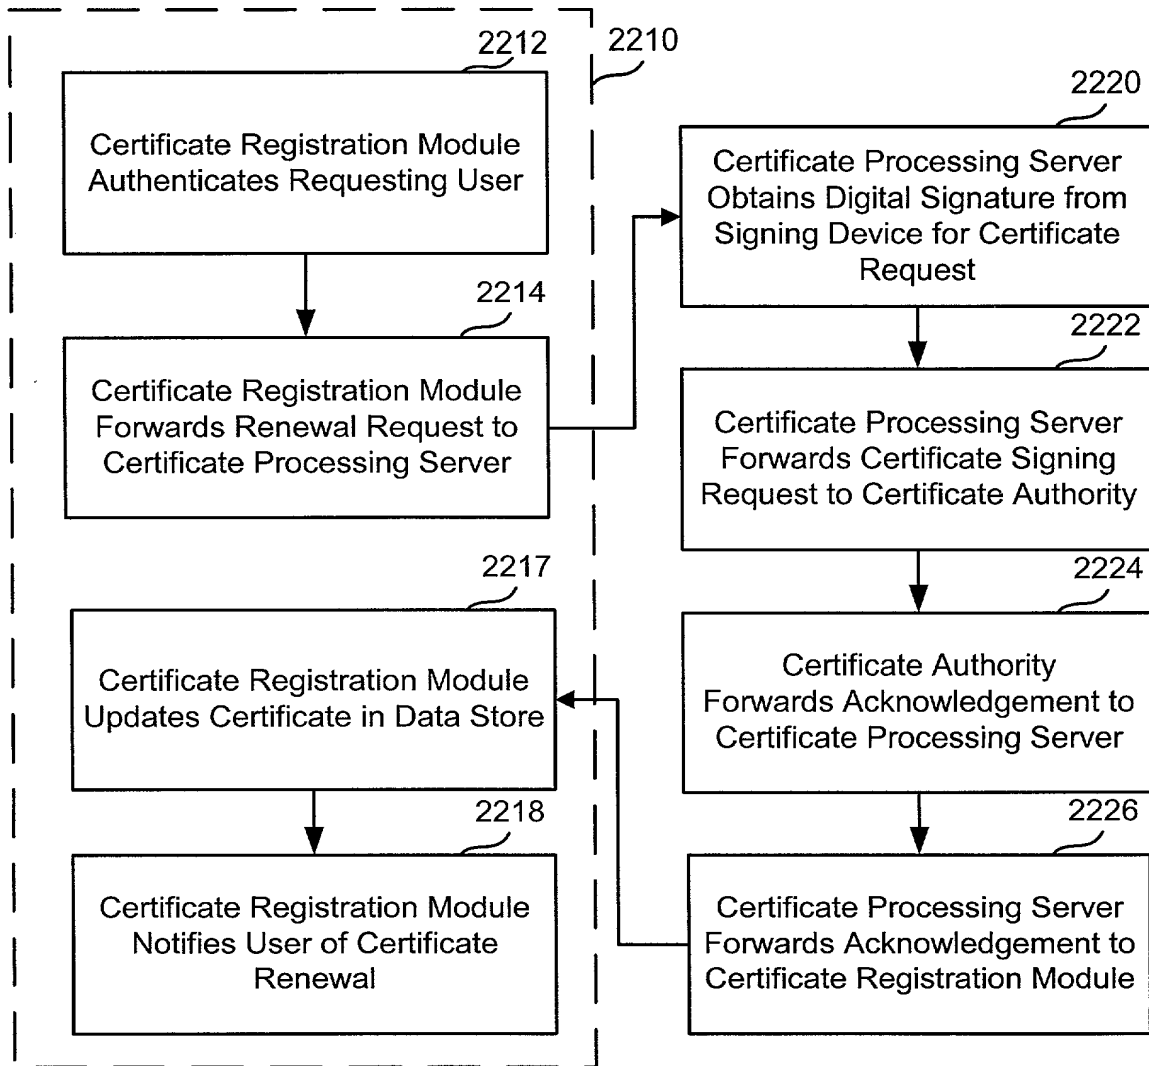 2212
2210
Certificate Registration Module
Authenticates Requesting User
2214
Certificate Registration Module
Forwards Renewal Request to
Certificate Processing Server
2217
Certificate Registration Module
Updates Certificate in Data Store
2218
Certificate Registration Module
Notifies User of Certificate
Renewal
2220
Certificate Processing Server
Obtains Digital Signature from
Signing Device for Certificate
Request
2222
Certificate Processing Server
Forwards Certificate Signing
Request to Certificate Authority
2224
Certificate Authority
Forwards Acknowledgement to
Certificate Processing Server
2226
Certificate Processing Server
Forwards Acknowledgement to
Certificate Registration Module